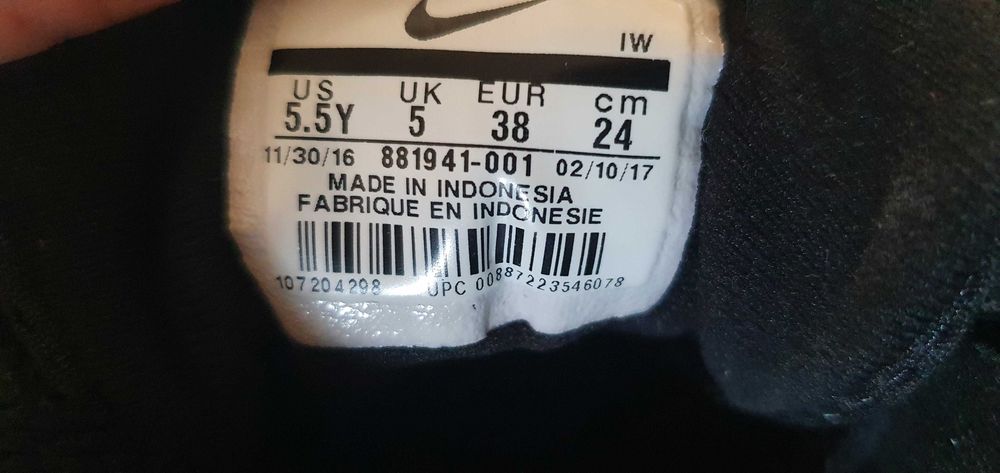 IW
US UK EUR cm
5.5Y 5 38 24
11/30/16 881941-001 02/10/17
MADE IN INDONESIA
FABRIQUE EN INDONESIE
107204298 UPC 00887223546078